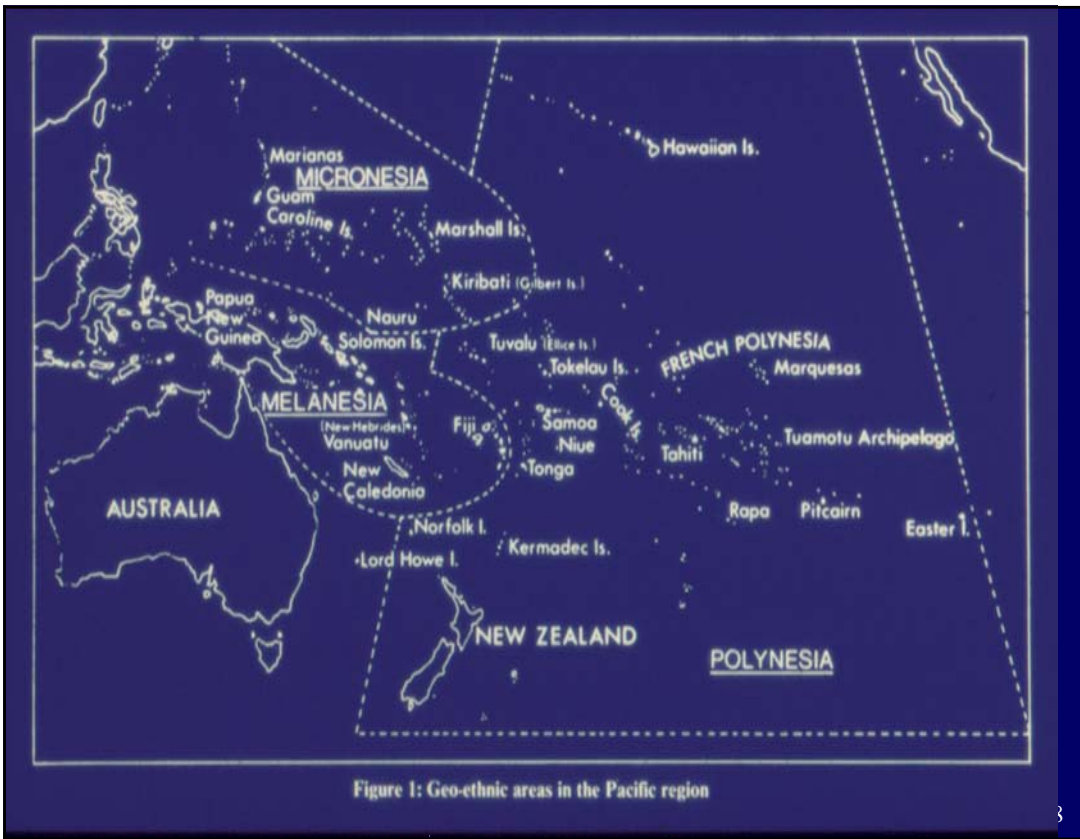 Hawaiian Is.
Marianas
MICRONESIA
Guam
Caroline Is.
Marshall Is.
Kiribati (Gilbert Is.)
Papua
New
Guinea
Nauru
Solomon Is.
Tuvalu (Ellice Is.)
Tokelau Is.
FRENCH POLYNESIA
Marquesas
MELANESIA
(New Hebrides)
Vanuatu
Fiji
Samoa
Niue
Tonga
Cook Is.
Tahiti
Tuamotu Archipelago
New
Caledonia
AUSTRALIA
Rapa
Pitcairn
Easter I.
Norfolk I.
Lord Howe I.
Kermadec Is.
NEW ZEALAND
POLYNESIA
Figure 1: Geo-ethnic areas in the Pacific region